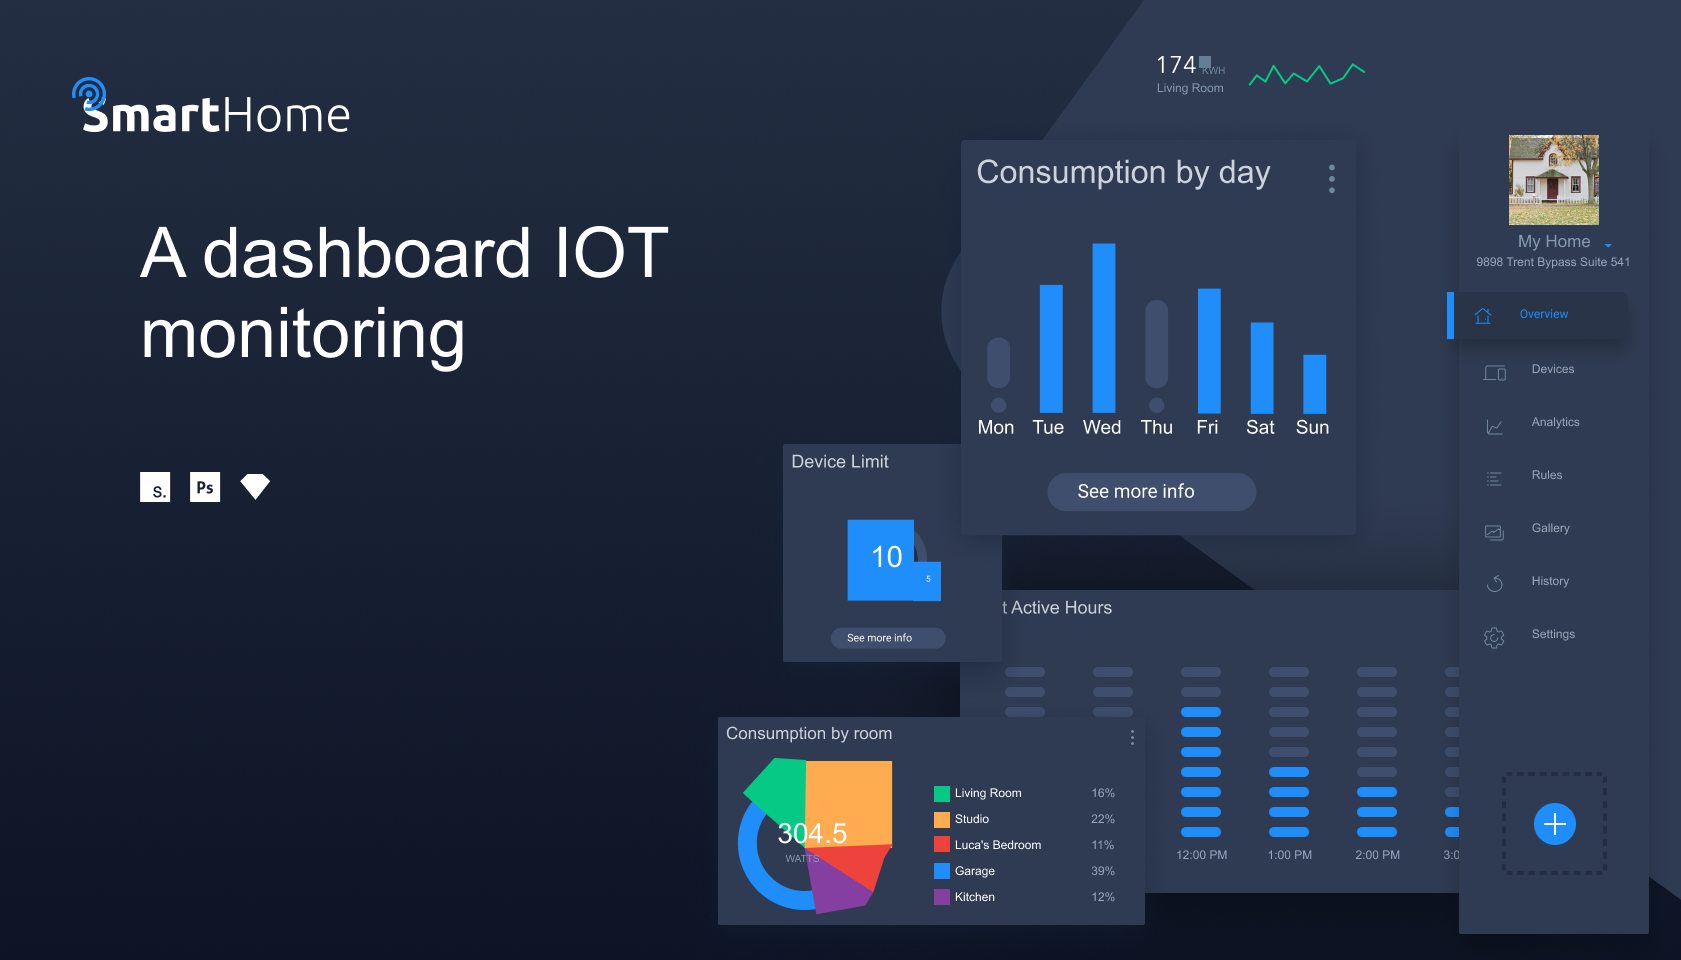 SmartHome
A dashboard IOT
monitoring
s.
Ps
174 KWH
Living Room
Consumption by day
Mon Tue Wed Thu Fri Sat Sun
See more info
Device Limit
10
5
See more info
t Active Hours
12:00 PM 1:00 PM 2:00 PM 3:0
Consumption by room
304.5
WATTS
Living Room 16%
Studio 22%
Luca's Bedroom 11%
Garage 39%
Kitchen 12%
My Home
9898 Trent Bypass Suite 541
Overview
Devices
Analytics
Rules
Gallery
History
Settings